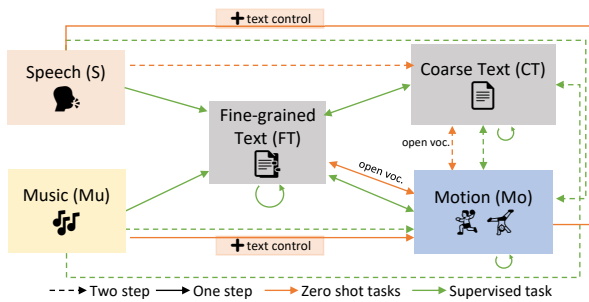 + text control
Speech (S)
Coarse Text (CT)
Fine-grained
Text (FT)
open voc.
open voc.
Music (Mu)
Motion (Mo)
+ text control
Two step
One step
Zero shot tasks
Supervised task